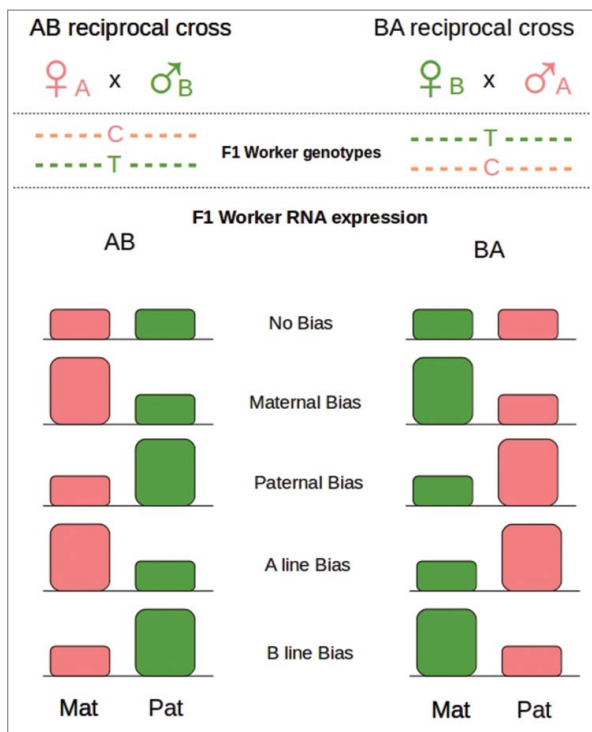 AB reciprocal cross BA reciprocal cross
♀A x ♂B ♀B x ♂A
C
T
F1 Worker genotypes
T
C
F1 Worker RNA expression
AB BA
No Bias
Maternal Bias
Paternal Bias
A line Bias
B line Bias
Mat Pat Mat Pat